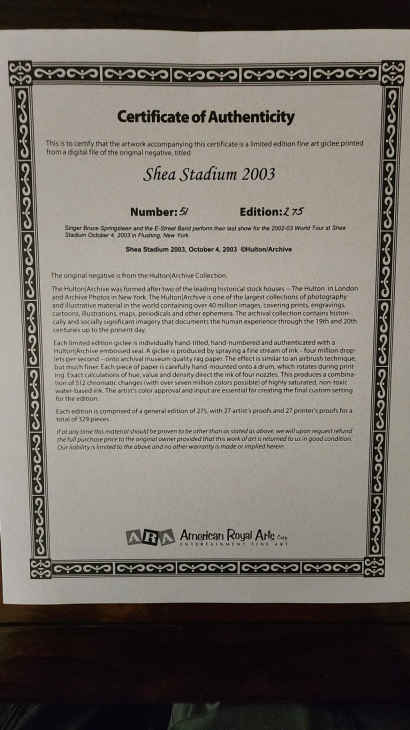 Certificate of Authenticity
This is to certify that the artwork accompanying this certificate is a limited edition fine art giclee printed
from a digital file of the original negative, titled
Shea Stadium 2003
Number: 51 Edition: 275
Singer Bruce Springsteen and the E-Street Band perform their last show for the 2002-03 World Tour at Shea
Stadium October 4, 2003 in Flushing, New York.
Shea Stadium 2003, October 4, 2003 ©Hulton/Archive
The original negative is from the Hulton|Archive Collection.
The Hulton|Archive was formed after two of the leading historical stock houses -- The Hulton in London
and Archive Photos in New York. The Hulton|Archive is one of the largest collections of photography
and illustrative material in the world containing over 40 million images, covering prints, engravings,
cartoons, illustrations, maps, periodicals and other ephemera. The archival collection contains histori-
cally and socially significant imagery that documents the human experience through the 19th and 20th
centuries up to the present day.
Each limited edition giclee is individually hand-titled, hand-numbered and authenticated with a
Hulton|Archive embossed seal. A giclee is produced by spraying a fine stream of ink - four million drop-
lets per second -- onto archival museum quality rag paper. The effect is similar to an airbrush technique,
but much finer. Each piece of paper is carefully hand-mounted onto a drum, which rotates during print
ing. Exact calculations of hue, value and density direct the ink of four nozzles. This produces a combina-
tion of 512 chromatic changes (with over seven million colors possible) of highly saturated, non-toxic
water-based ink. The artist's color approval and input are essential for creating the final custom setting
for the edition.
Each edition is comprised of a general edition of 275, with 27 artist's proofs and 27 printer's proofs for a
total of 329 pieces.
If at any time this material should be proven to be other than as stated as above, we will upon request refund
the full purchase price to the original owner provided that this work of art is returned to us in good condition.
Our liability is limited to the above and no other warranty is made or implied herein.
ARA American Royal Arts Corp.
ENTERTAINMENT FINE ART